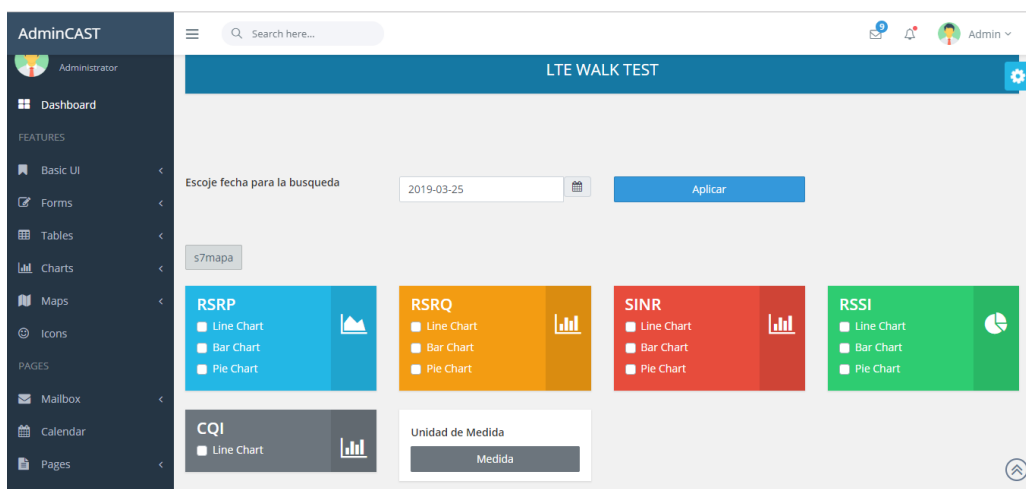 AdminCAST
Search here...
9
Admin
Administrator
LTE WALK TEST
Dashboard
FEATURES
Basic UI
Forms
Tables
Charts
Maps
Icons
PAGES
Mailbox
Calendar
Pages
Escoje fecha para la busqueda
2019-03-25
Aplicar
s7mapa
RSRP
Line Chart
Bar Chart
Pie Chart
RSRQ
Line Chart
Bar Chart
Pie Chart
SINR
Line Chart
Bar Chart
Pie Chart
RSSI
Line Chart
Bar Chart
Pie Chart
CQI
Line Chart
Unidad de Medida
Medida